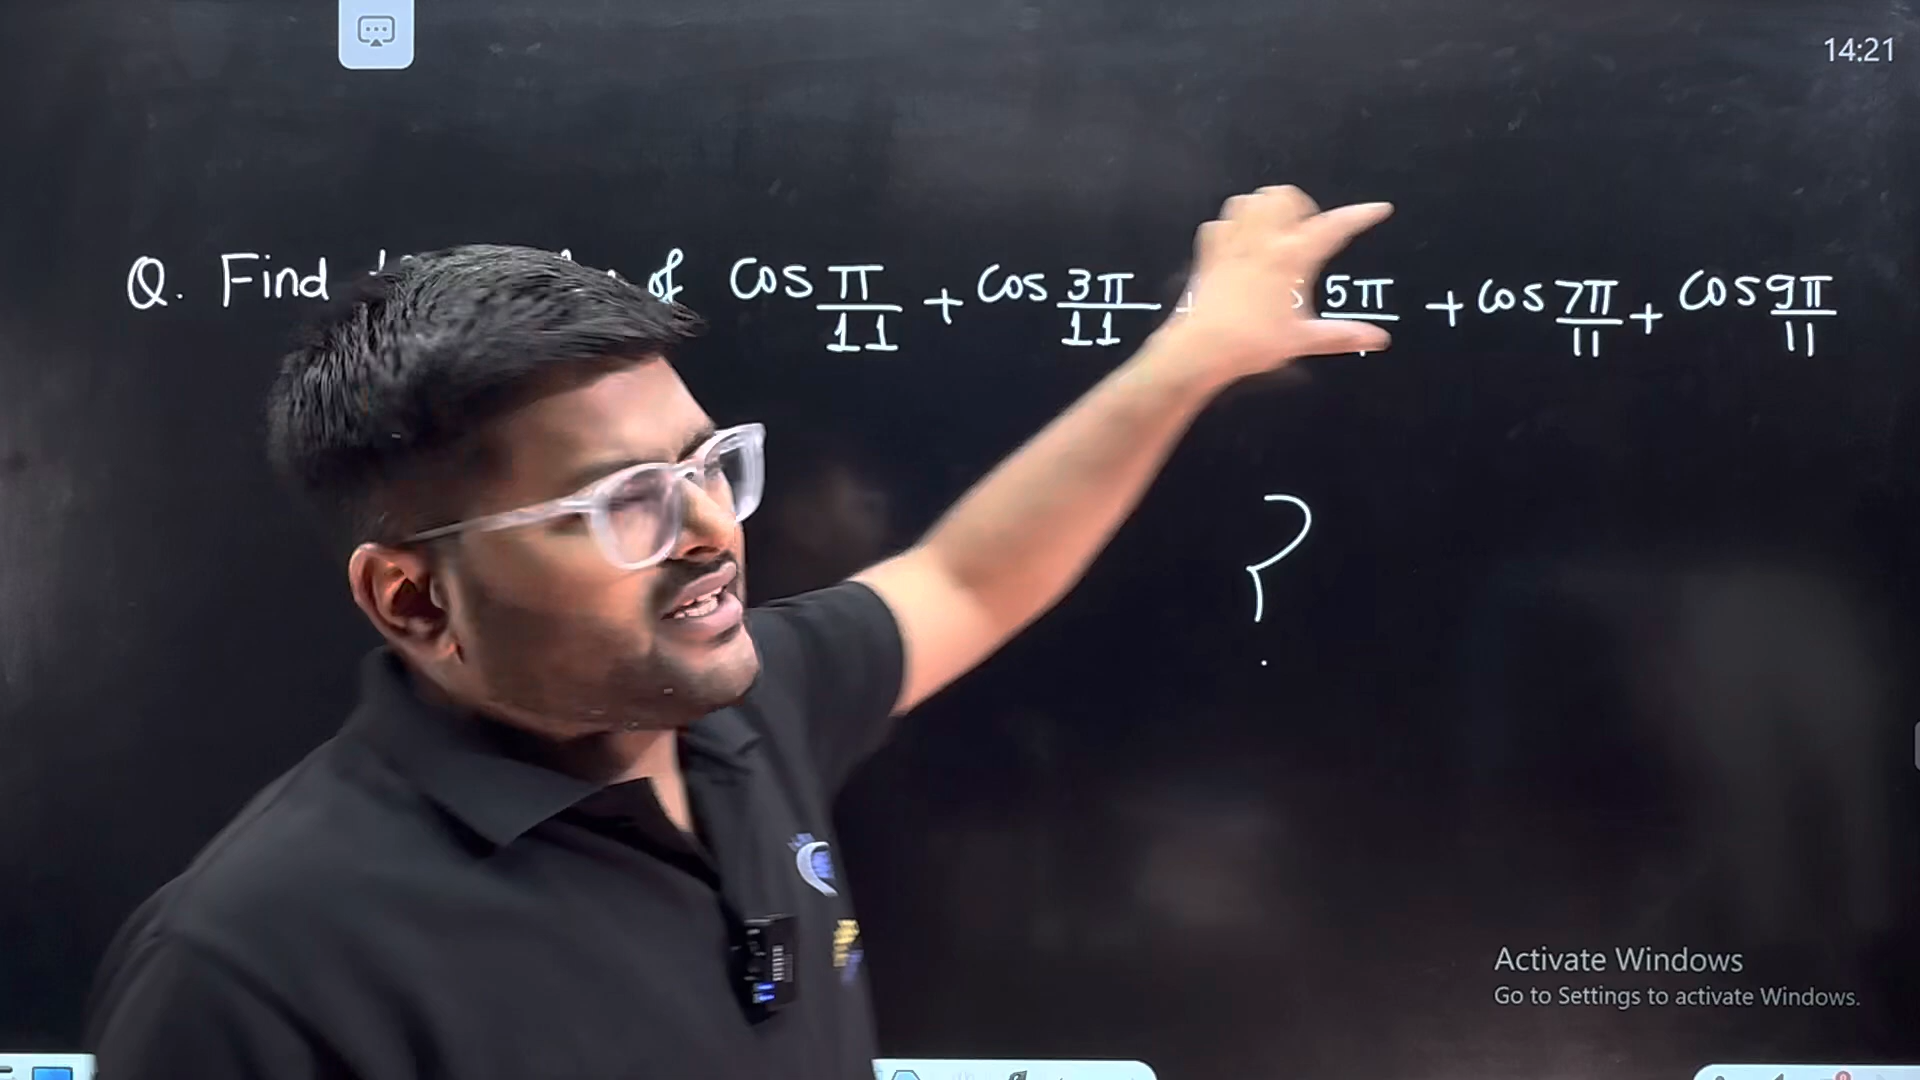 14:21
Q. Find of cos π/11 + cos 3π/11 + 5π + cos 7π/11 + cos 9π/11
?
Activate Windows
Go to Settings to activate Windows.